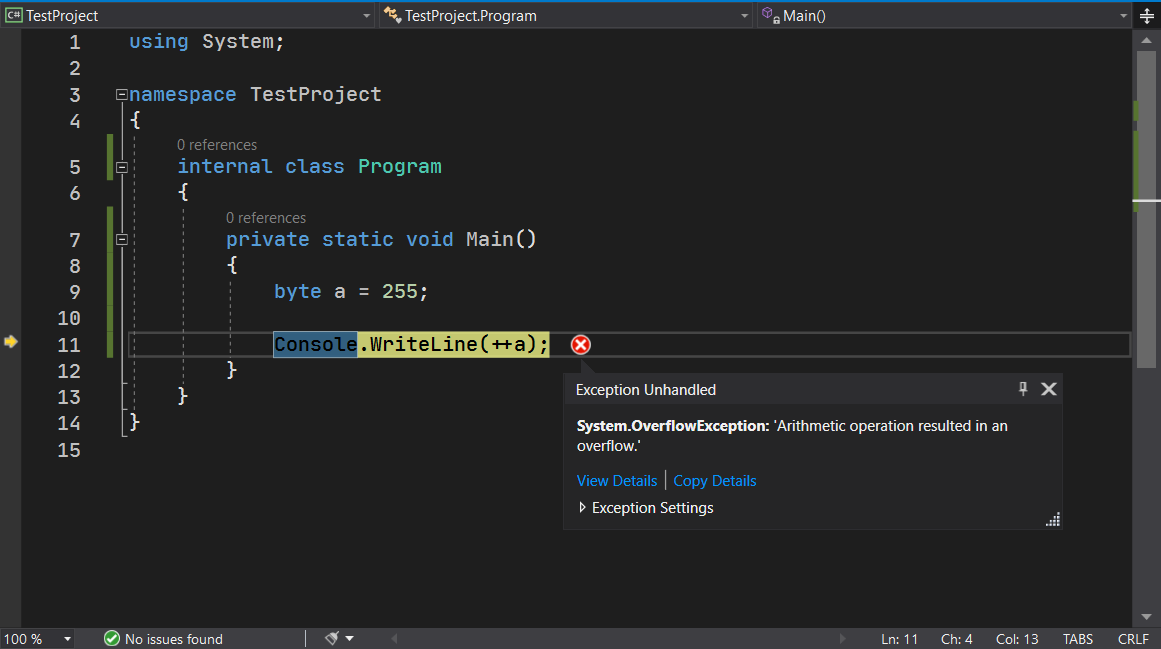 TestProject TestProject.Program Main()
1 using System;
2
3 namespace TestProject
4 {
0 references
5 internal class Program
6 {
0 references
7 private static void Main()
8 {
9 byte a = 255;
10
11 Console.WriteLine(++a);
12 }
13 }
14 }
15
Exception Unhandled
System.OverflowException: 'Arithmetic operation resulted in an
overflow.'
View Details | Copy Details
Exception Settings
100 % No issues found Ln: 11 Ch: 4 Col: 13 TABS CRLF